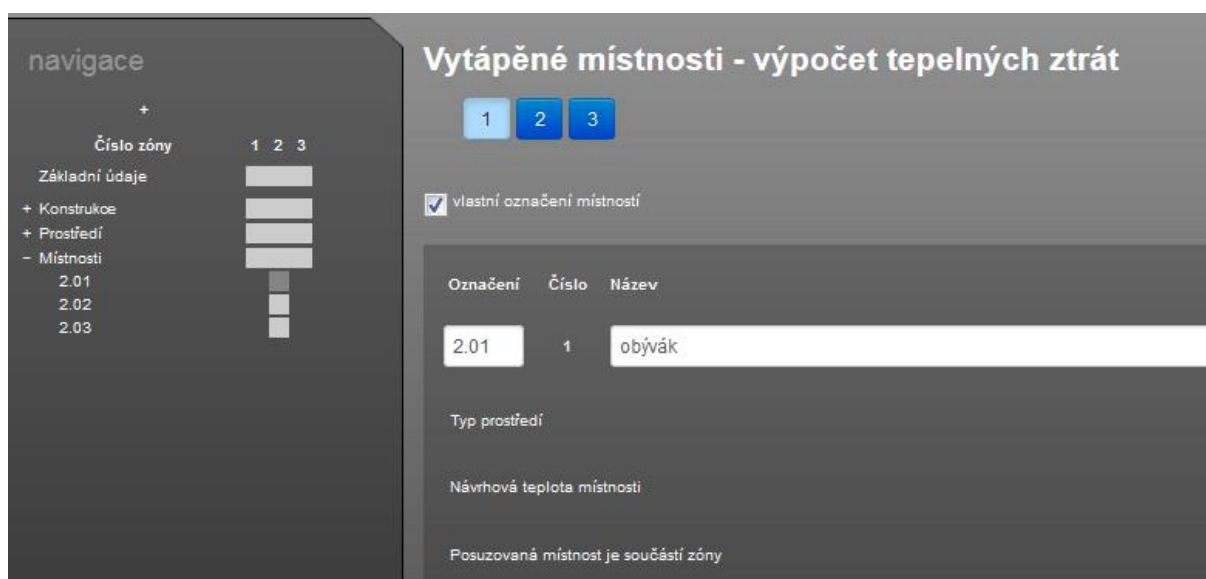 navigace
+
Číslo zóny 1 2 3
Základní údaje
+ Konstrukce
+ Prostředí
− Místnosti
2.01
2.02
2.03
Vytápěné místnosti - výpočet tepelných ztrát
1 2 3
vlastní označení místností
Označení Číslo Název
2.01 1 obývák
Typ prostředí
Návrhová teplota místnosti
Posuzovaná místnost je součástí zóny